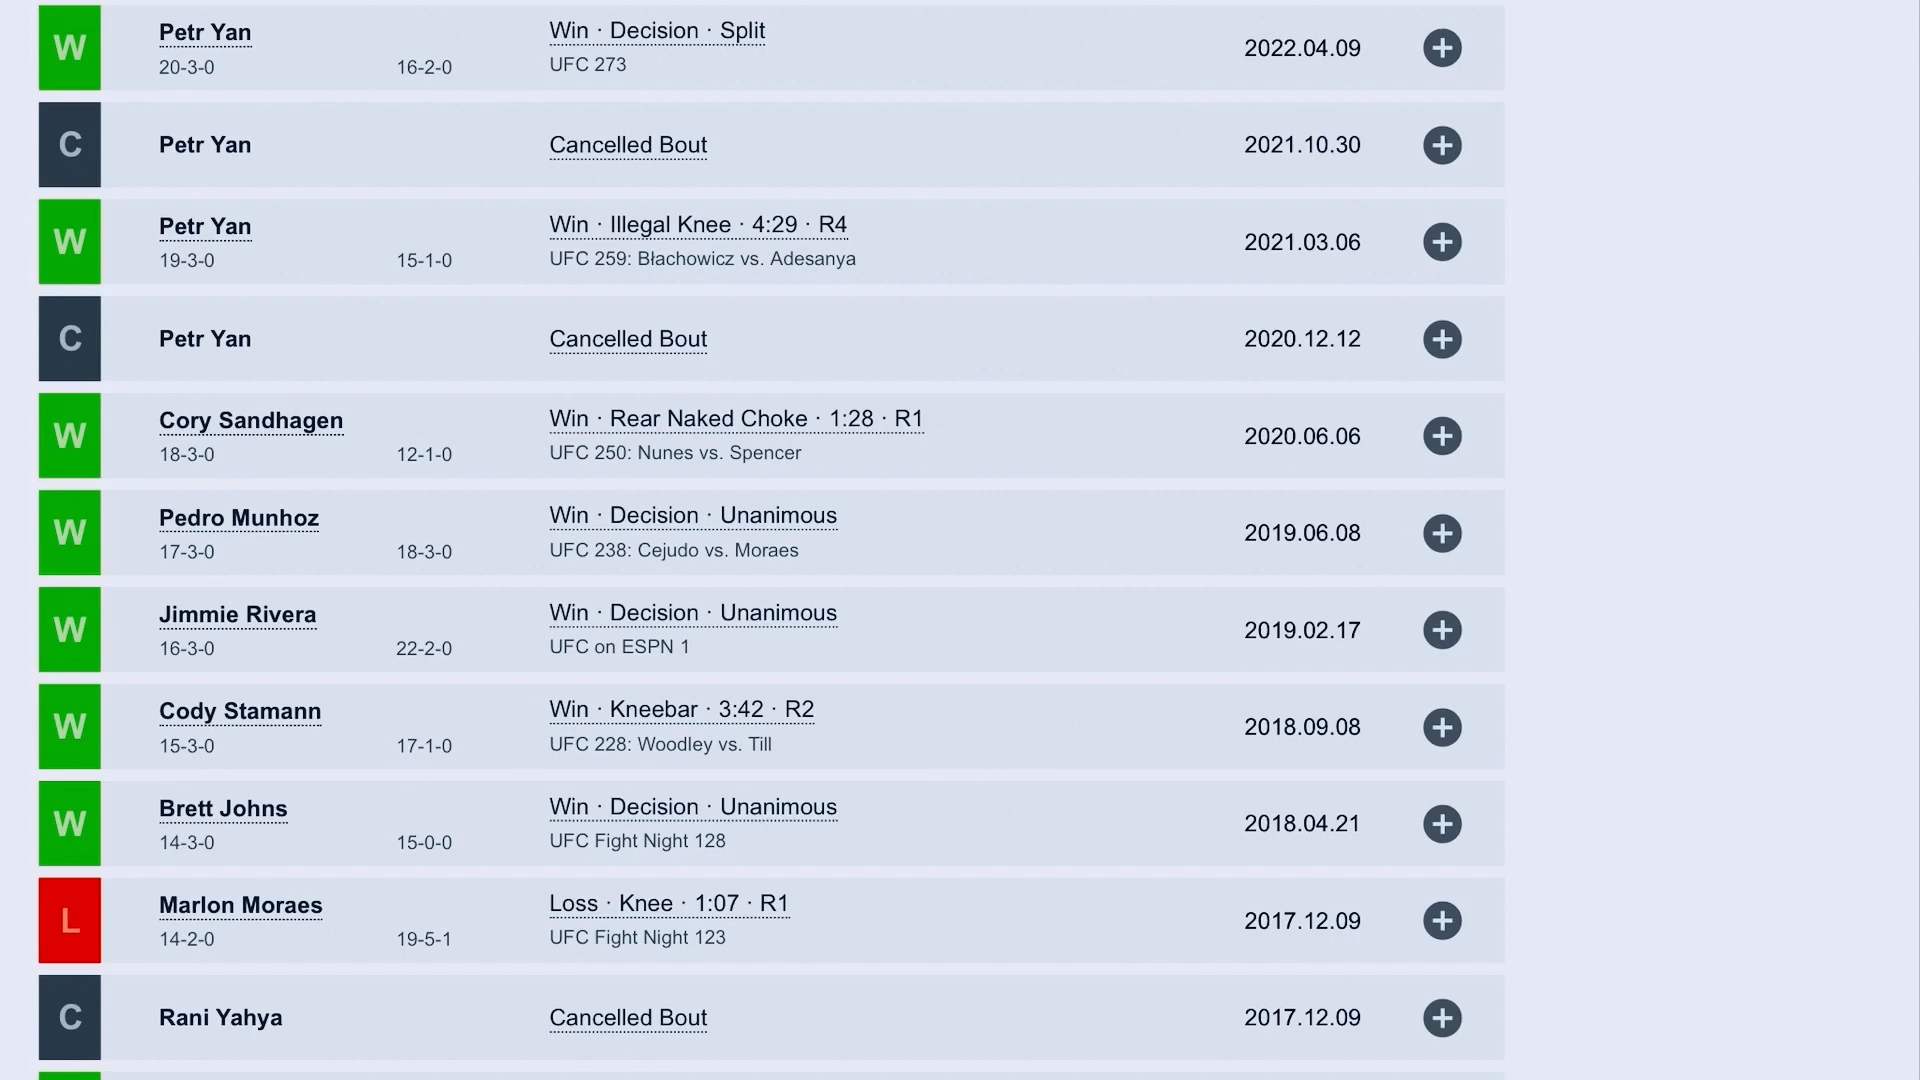 W
Petr Yan
20-3-0 16-2-0
Win · Decision · Split
UFC 273
2022.04.09
C
Petr Yan
Cancelled Bout
2021.10.30
W
Petr Yan
19-3-0 15-1-0
Win · Illegal Knee · 4:29 · R4
UFC 259: Błachowicz vs. Adesanya
2021.03.06
C
Petr Yan
Cancelled Bout
2020.12.12
W
Cory Sandhagen
18-3-0 12-1-0
Win · Rear Naked Choke · 1:28 · R1
UFC 250: Nunes vs. Spencer
2020.06.06
W
Pedro Munhoz
17-3-0 18-3-0
Win · Decision · Unanimous
UFC 238: Cejudo vs. Moraes
2019.06.08
W
Jimmie Rivera
16-3-0 22-2-0
Win · Decision · Unanimous
UFC on ESPN 1
2019.02.17
W
Cody Stamann
15-3-0 17-1-0
Win · Kneebar · 3:42 · R2
UFC 228: Woodley vs. Till
2018.09.08
W
Brett Johns
14-3-0 15-0-0
Win · Decision · Unanimous
UFC Fight Night 128
2018.04.21
L
Marlon Moraes
14-2-0 19-5-1
Loss · Knee · 1:07 · R1
UFC Fight Night 123
2017.12.09
C
Rani Yahya
Cancelled Bout
2017.12.09